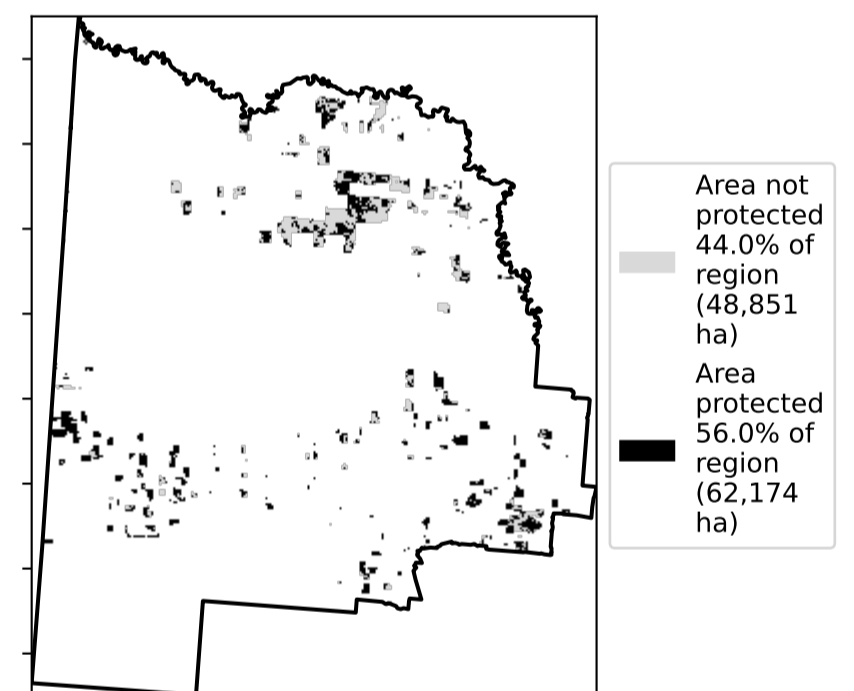 Area not
protected
44.0% of
region
(48,851
ha)
Area
protected
56.0% of
region
(62,174
ha)